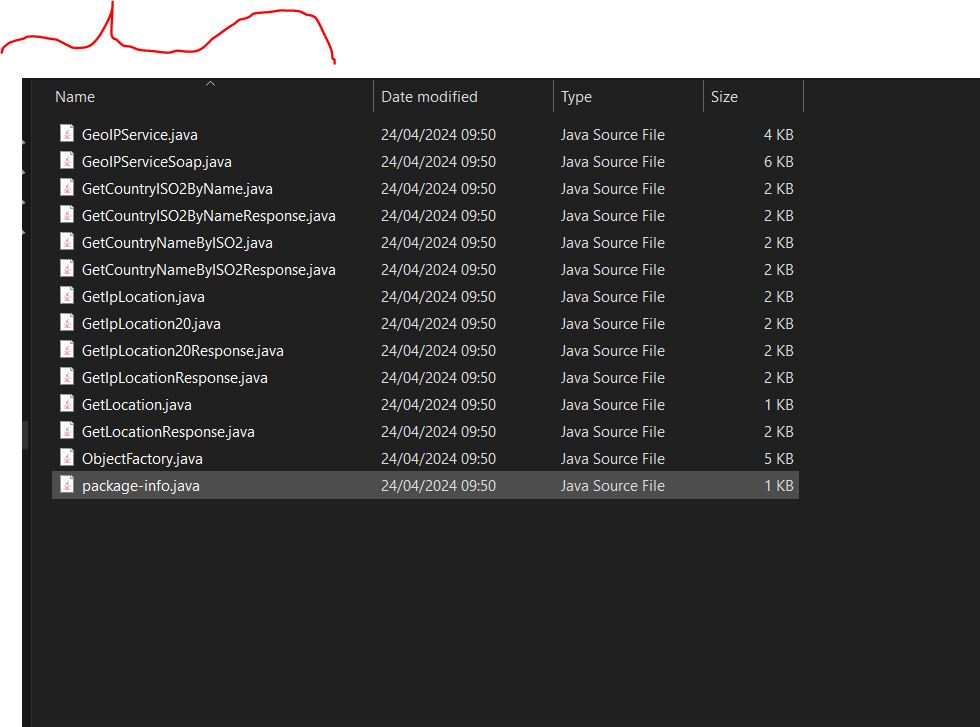 Name Date modified Type Size
GeoIPService.java 24/04/2024 09:50 Java Source File 4 KB
GeoIPServiceSoap.java 24/04/2024 09:50 Java Source File 6 KB
GetCountryISO2ByName.java 24/04/2024 09:50 Java Source File 2 KB
GetCountryISO2ByNameResponse.java 24/04/2024 09:50 Java Source File 2 KB
GetCountryNameByISO2.java 24/04/2024 09:50 Java Source File 2 KB
GetCountryNameByISO2Response.java 24/04/2024 09:50 Java Source File 2 KB
GetIpLocation.java 24/04/2024 09:50 Java Source File 2 KB
GetIpLocation20.java 24/04/2024 09:50 Java Source File 2 KB
GetIpLocation20Response.java 24/04/2024 09:50 Java Source File 2 KB
GetIpLocationResponse.java 24/04/2024 09:50 Java Source File 2 KB
GetLocation.java 24/04/2024 09:50 Java Source File 1 KB
GetLocationResponse.java 24/04/2024 09:50 Java Source File 2 KB
ObjectFactory.java 24/04/2024 09:50 Java Source File 5 KB
package-info.java 24/04/2024 09:50 Java Source File 1 KB